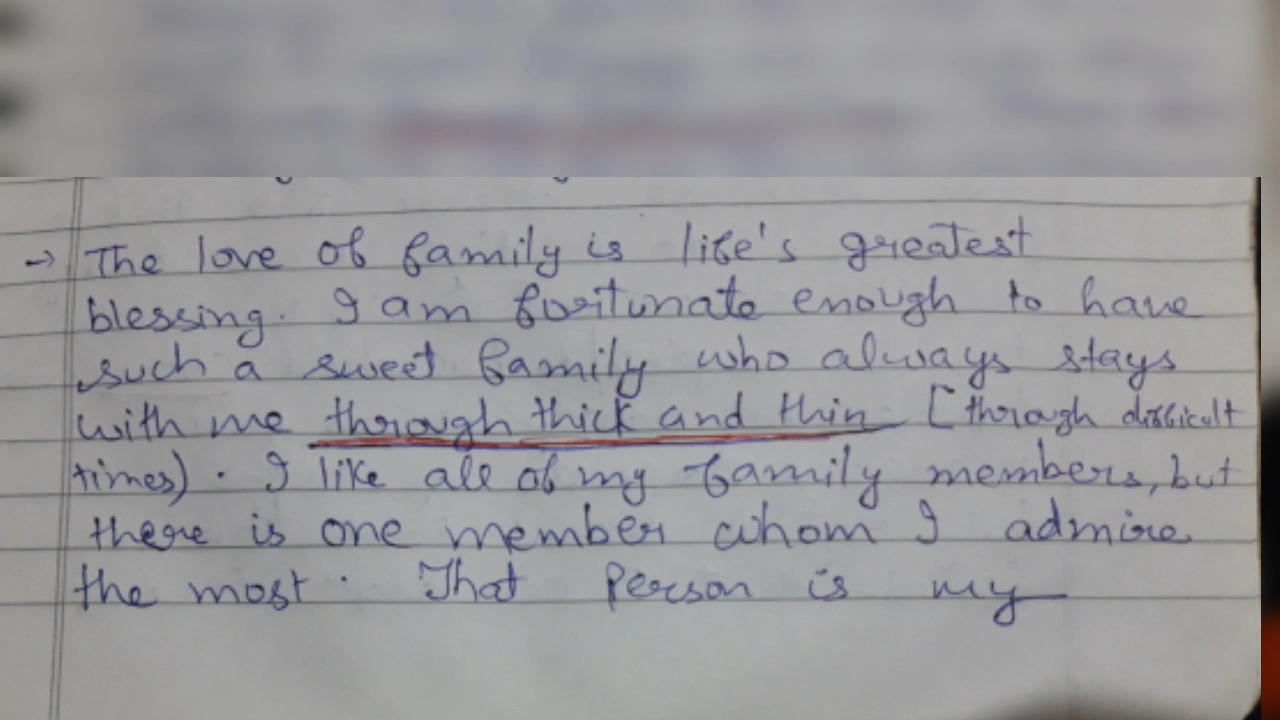 → The love of family is life's greatest
blessing. I am fortunate enough to have
such a sweet family who always stays
with me through thick and thin [through difficult
times). I like all of my family members, but
there is one member whom I admire
the most. That person is my